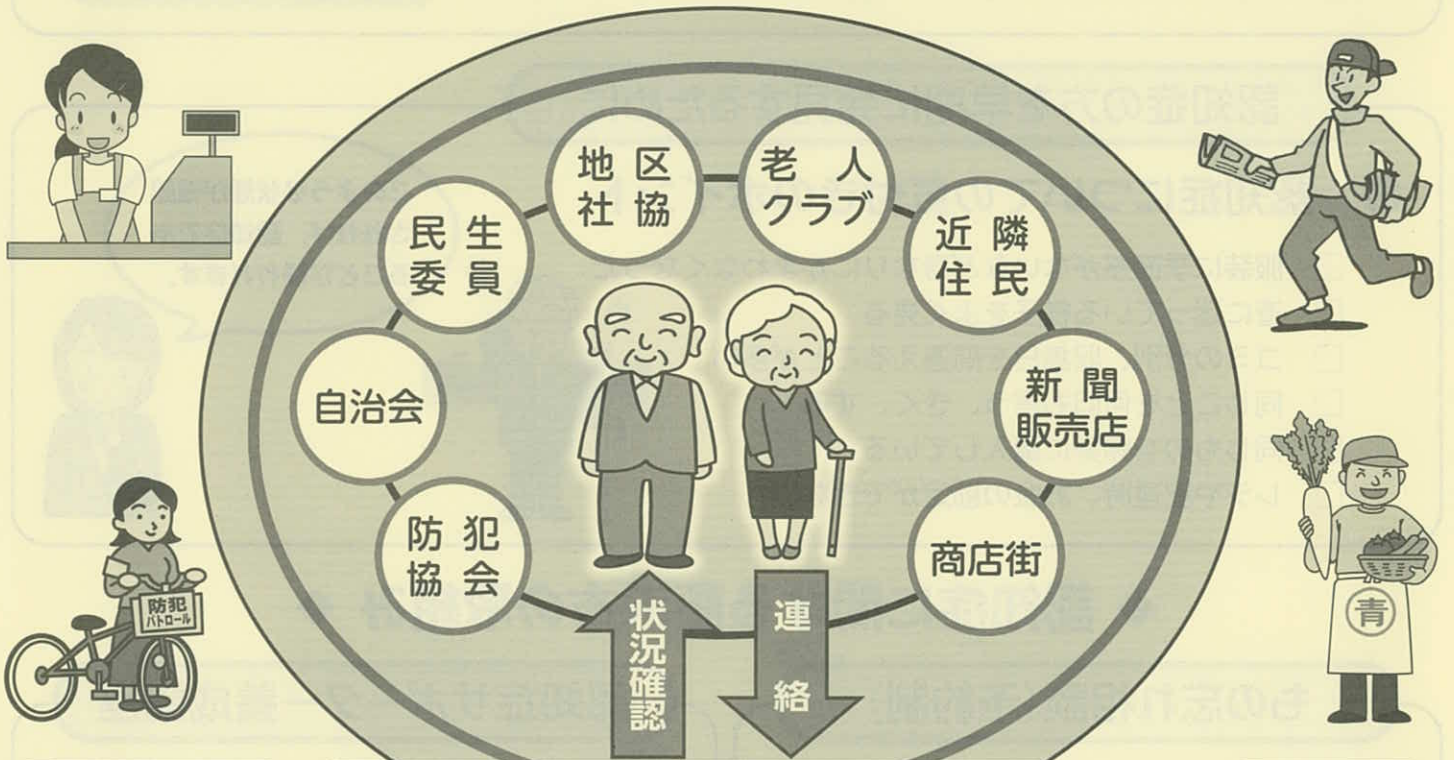 地区
社協
老人
クラブ
民生
委員
近隣
住民
自治会
新聞
販売店
防犯
協会
商店街
防犯
パトロール
青
状況確認
連絡